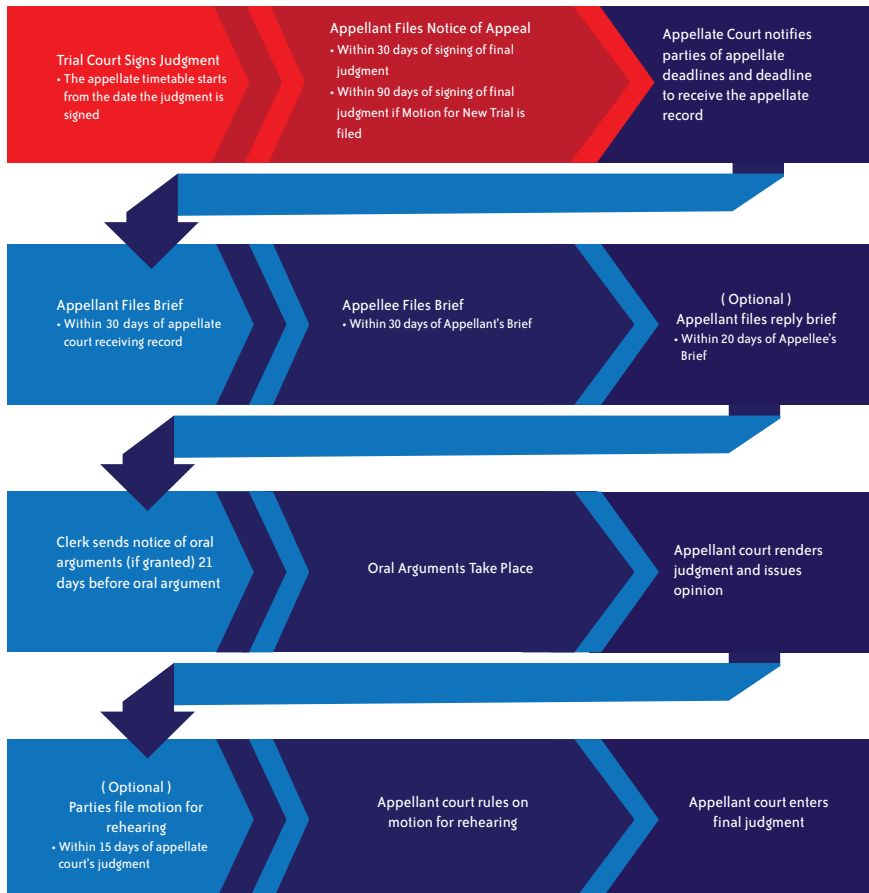 Trial Court Signs Judgment
• The appellate timetable starts
from the date the judgment is
signed
Appellant Files Notice of Appeal
• Within 30 days of signing of final
judgment
• Within 90 days of signing of final
judgment if Motion for New Trial is
filed
Appellate Court notifies
parties of appellate
deadlines and deadline
to receive the appellate
record
Appellant Files Brief
• Within 30 days of appellate
court receiving record
Appellee Files Brief
• Within 30 days of Appellant's Brief
( Optional )
Appellant files reply brief
• Within 20 days of Appellee's
Brief
Clerk sends notice of oral
arguments (if granted) 21
days before oral argument
Oral Arguments Take Place
Appellant court renders
judgment and issues
opinion
( Optional )
Parties file motion for
rehearing
• Within 15 days of appellate
court's judgment
Appellant court rules on
motion for rehearing
Appellant court enters
final judgment